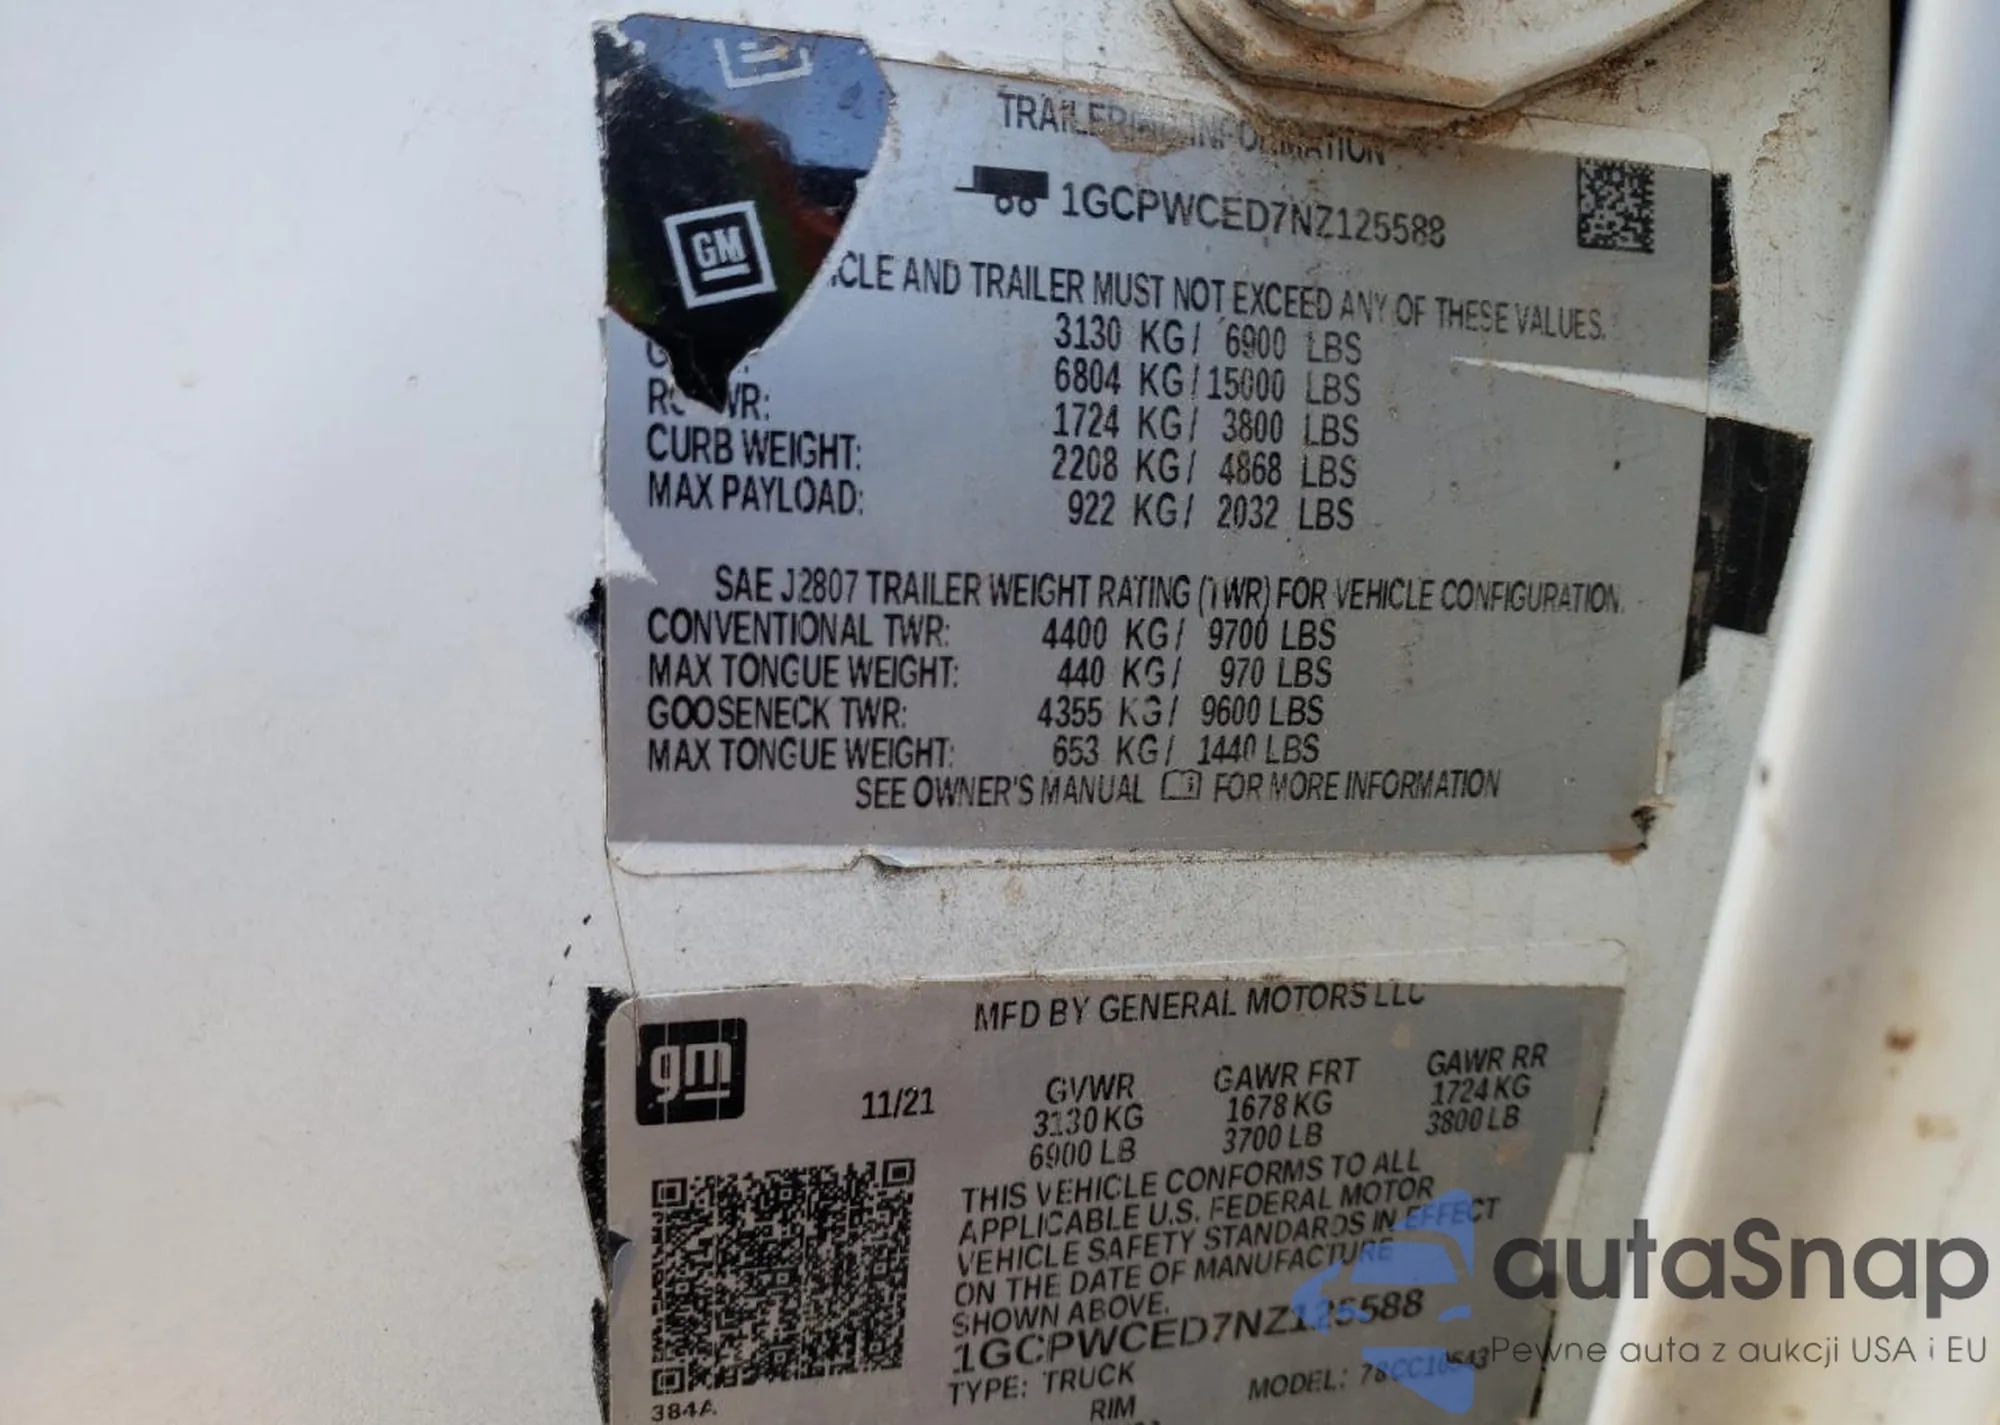 TRAILERING INFORMATION
1GCPWCED7NZ125588
GM
CLE AND TRAILER MUST NOT EXCEED ANY OF THESE VALUES.
3130 KG/ 6900 LBS
6804 KG/ 15000 LBS
WR: 1724 KG/ 3800 LBS
CURB WEIGHT: 2208 KG/ 4868 LBS
MAX PAYLOAD: 922 KG/ 2032 LBS
SAE J2807 TRAILER WEIGHT RATING (TWR) FOR VEHICLE CONFIGURATION.
CONVENTIONAL TWR: 4400 KG/ 9700 LBS
MAX TONGUE WEIGHT: 440 KG/ 970 LBS
GOOSENECK TWR: 4355 KG/ 9600 LBS
MAX TONGUE WEIGHT: 653 KG/ 1440 LBS
SEE OWNER'S MANUAL FOR MORE INFORMATION
MFD BY GENERAL MOTORS LLC
gm
11/21
GVWR GAWR FRT GAWR RR
3130 KG 1678 KG 1724 KG
6900 LB 3700 LB 3800 LB
THIS VEHICLE CONFORMS TO ALL
APPLICABLE U.S. FEDERAL MOTOR
VEHICLE SAFETY STANDARDS IN EFFECT
ON THE DATE OF MANUFACTURE
SHOWN ABOVE.
1GCPWCED7NZ125588
TYPE: TRUCK MODEL: 78CC10543
384A
RIM
autaSnap
Pewne auta z aukcji USA i EU